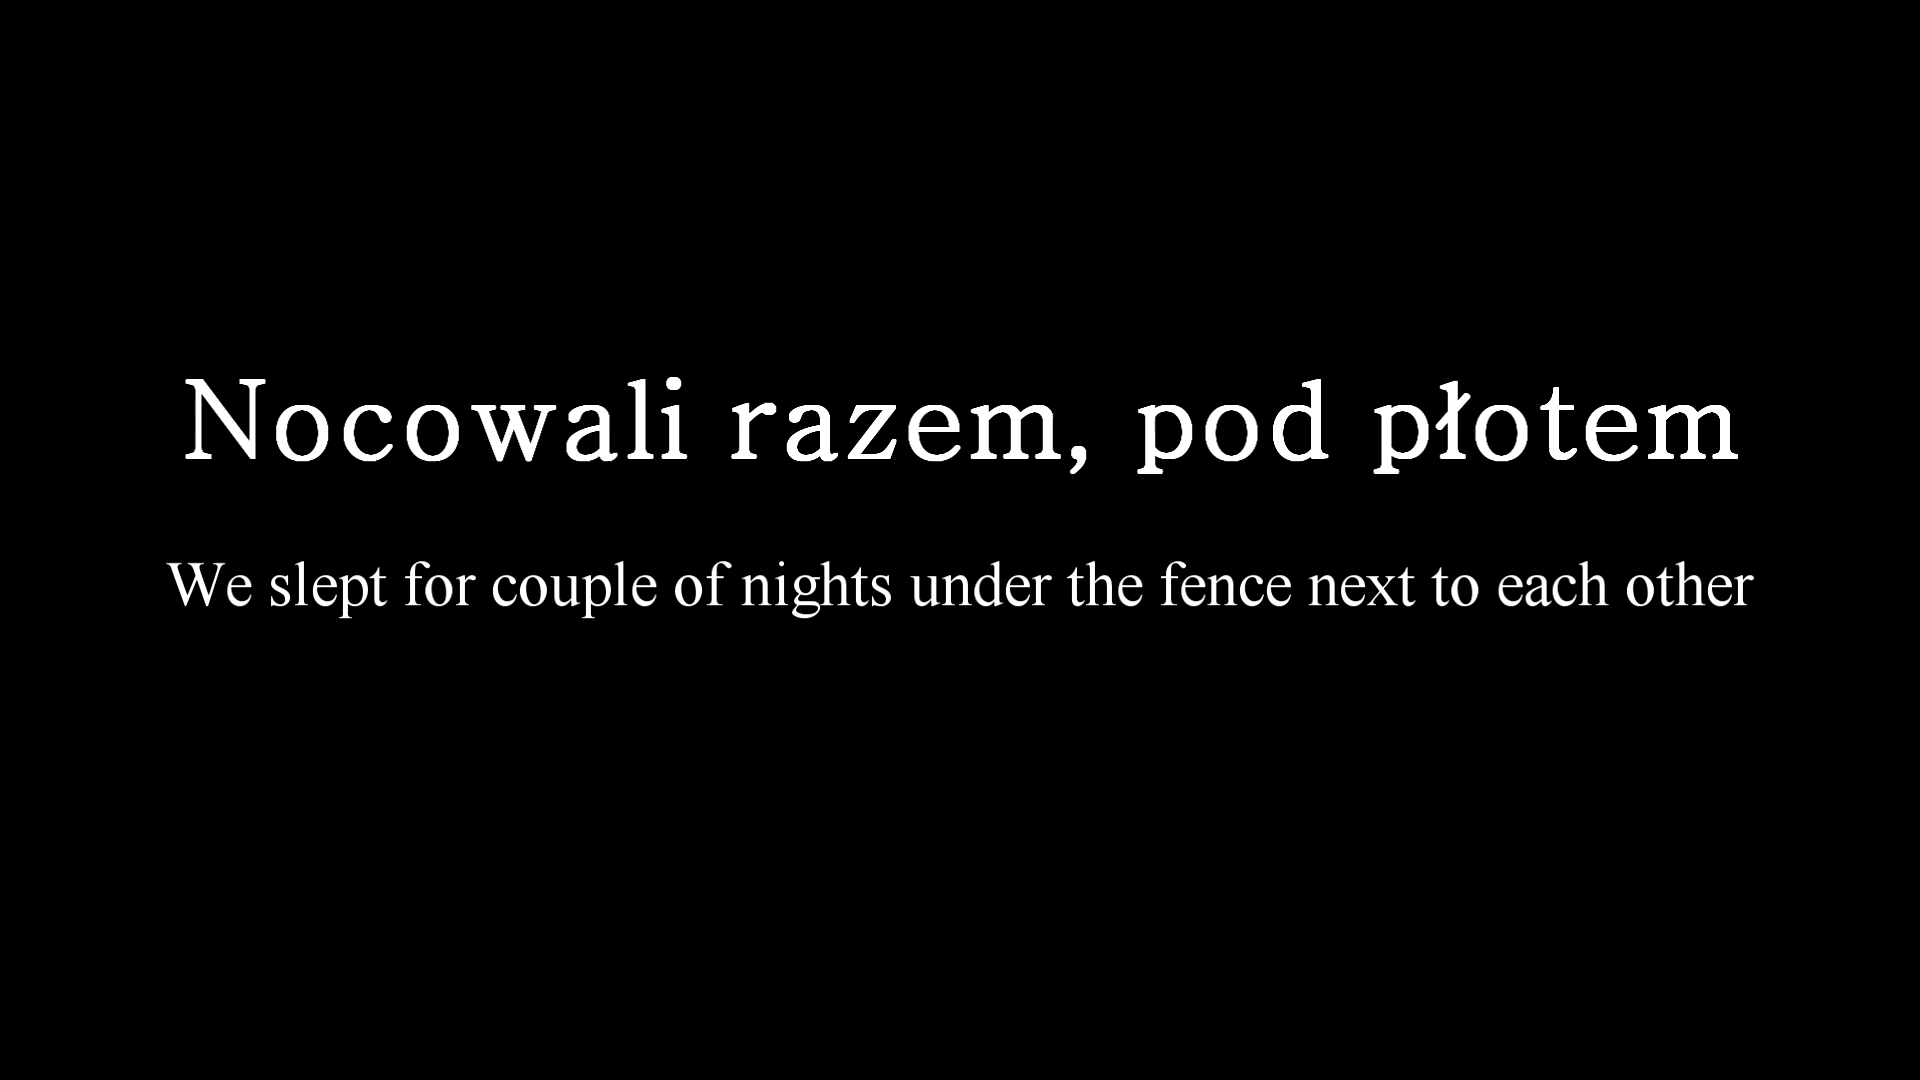 Nocowali razem, pod płotem
We slept for couple of nights under the fence next to each other